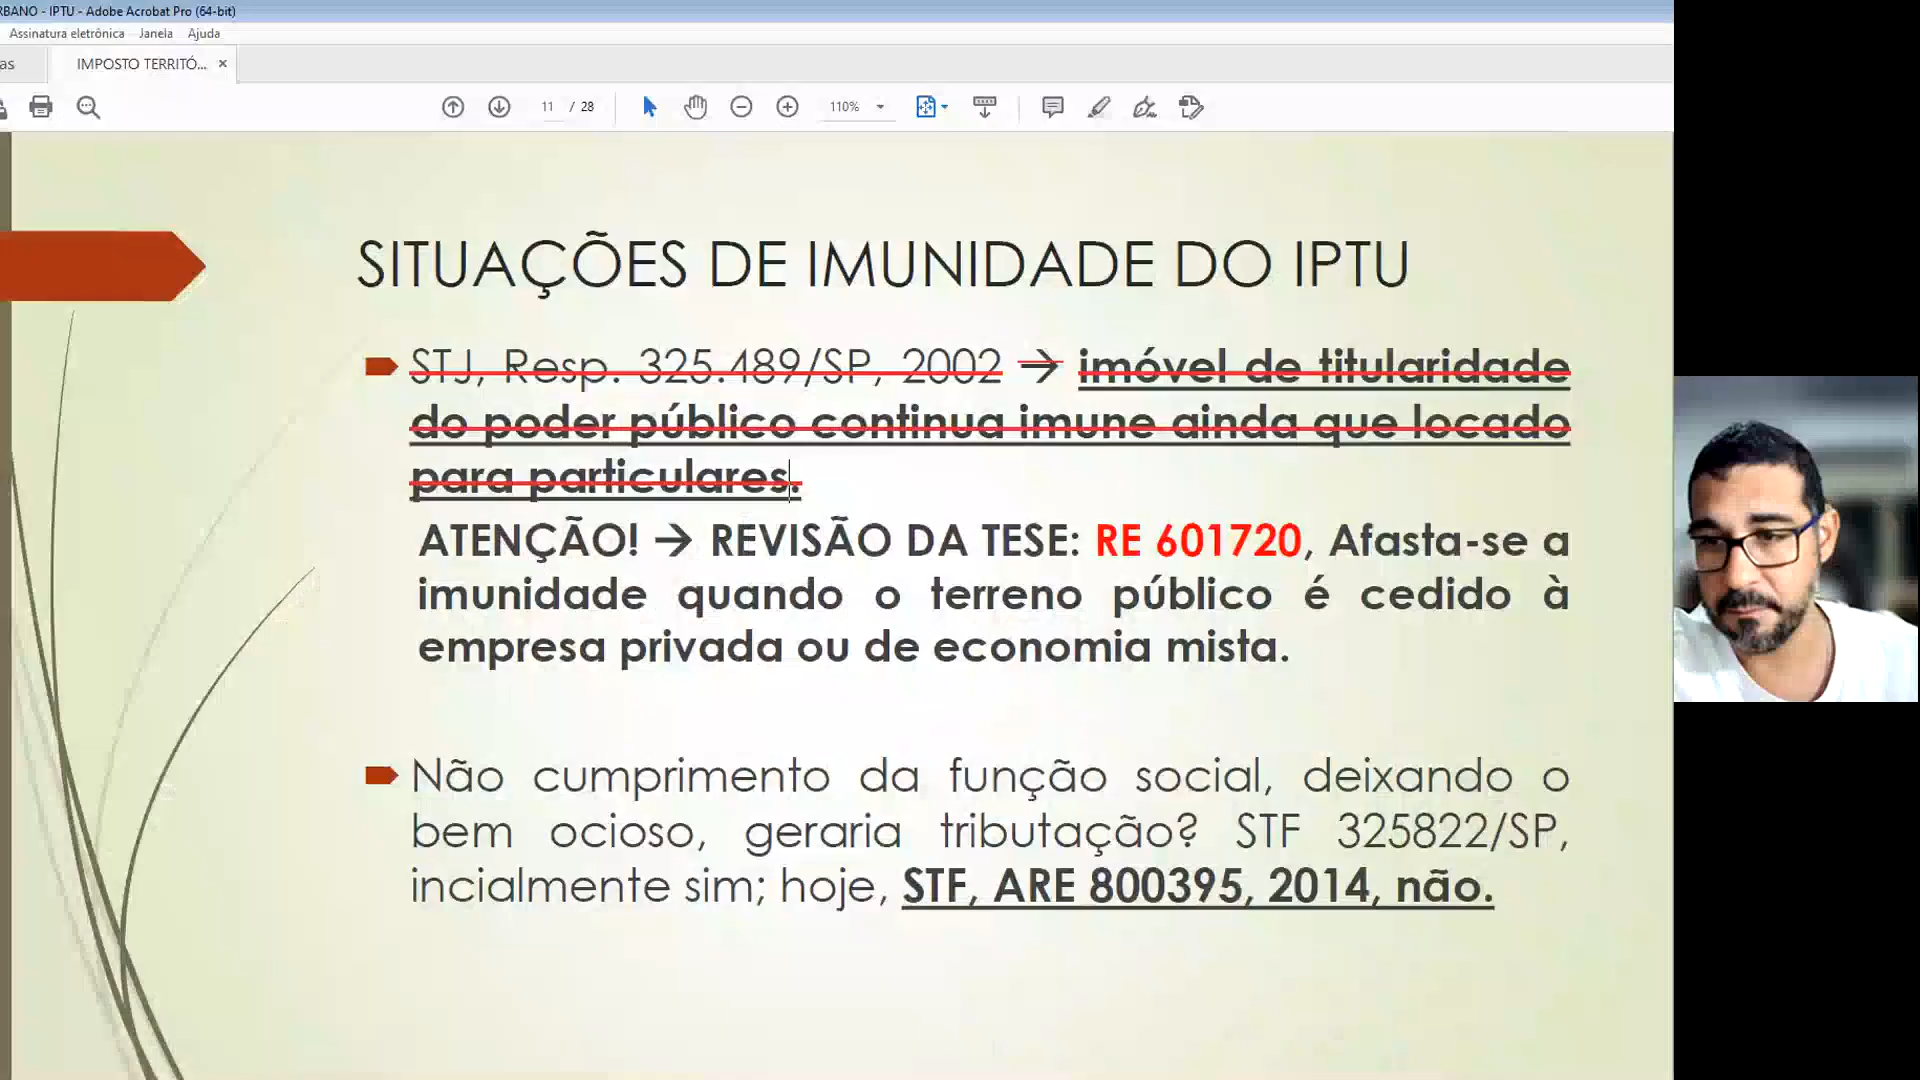 RBANO - IPTU - Adobe Acrobat Pro (64-bit)
Assinatura eletrônica Janela Ajuda
as IMPOSTO TERRITÓ... ×
11 / 28 110%
SITUAÇÕES DE IMUNIDADE DO IPTU
STJ, Resp. 325.489/SP, 2002 → imóvel de titularidade
do poder público continua imune ainda que locado
para particulares.
ATENÇÃO! → REVISÃO DA TESE: RE 601720, Afasta-se a
imunidade quando o terreno público é cedido à
empresa privada ou de economia mista.
Não cumprimento da função social, deixando o
bem ocioso, geraria tributação? STF 325822/SP,
incialmente sim; hoje, STF, ARE 800395, 2014, não.